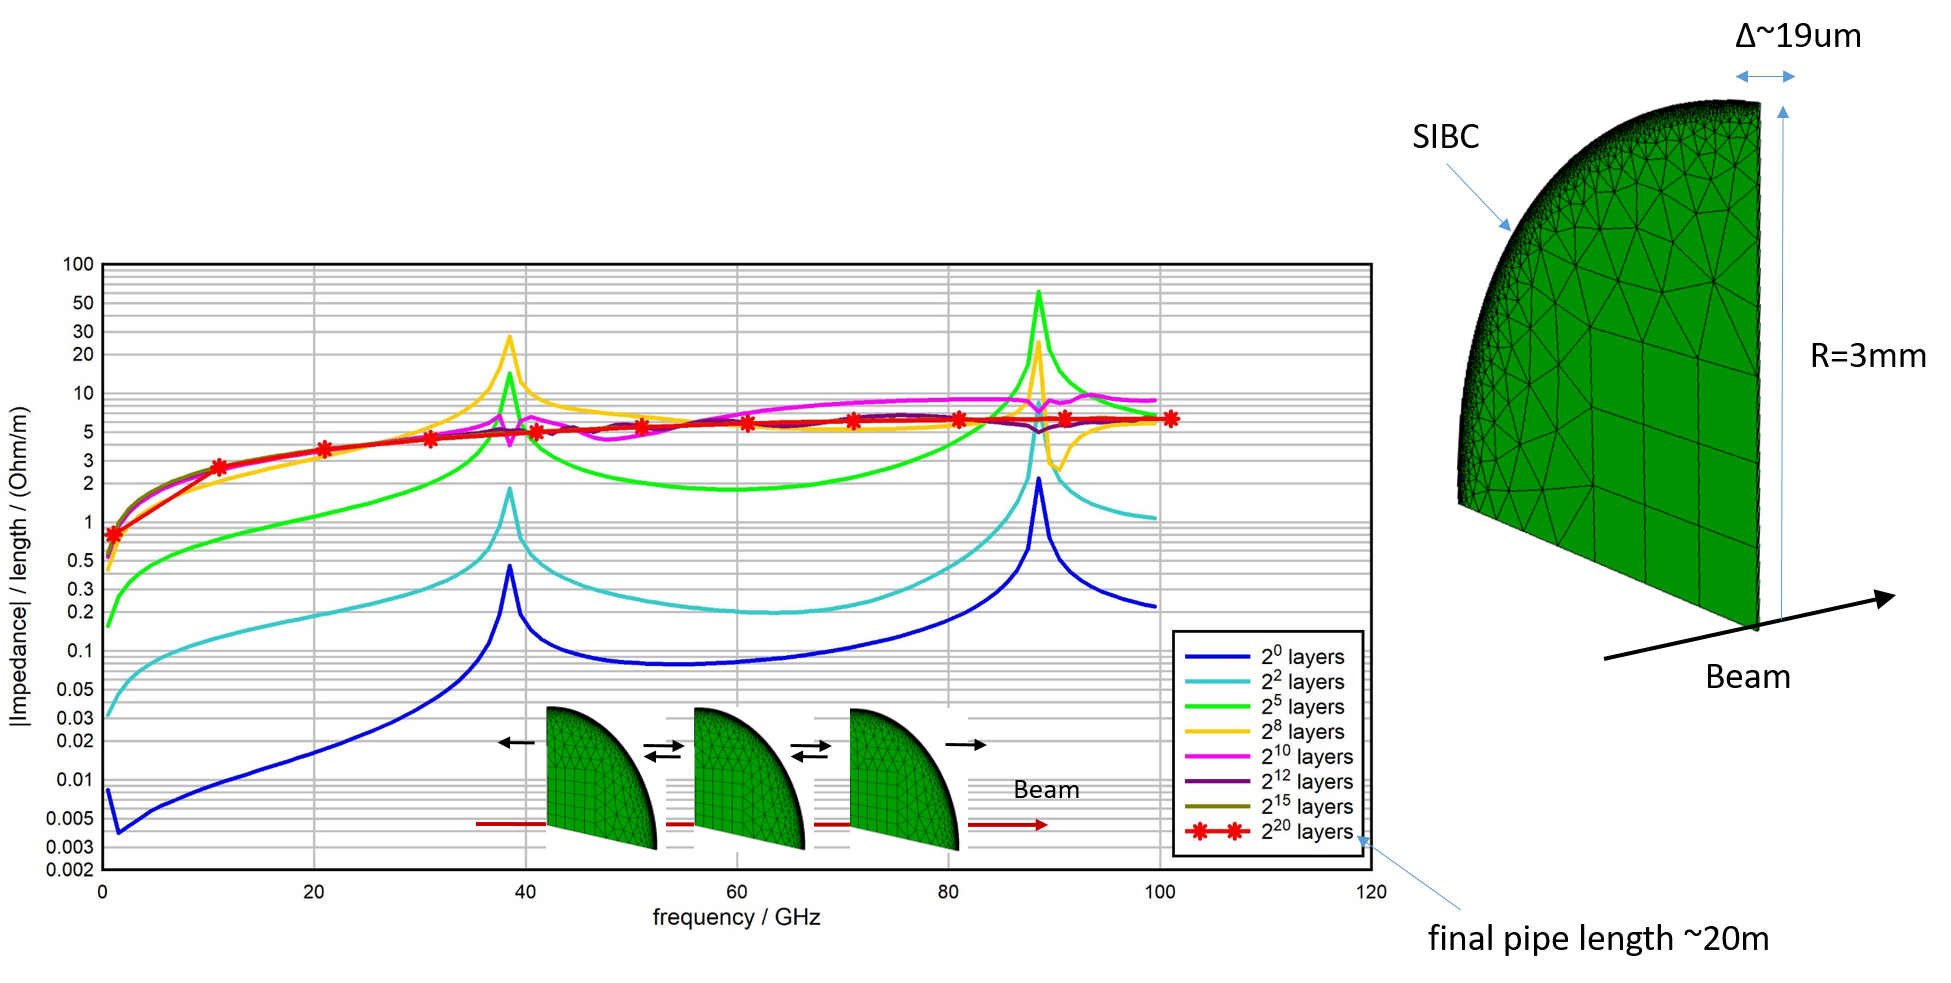 Δ~19um
SIBC
R=3mm
Beam
|Impedance| / length / (Ohm/m)
100
50
30
20
10
5
3
2
1
0.5
0.3
0.2
0.1
0.05
0.03
0.02
0.01
0.005
0.003
0.002
0 20 40 60 80 100 120
frequency / GHz
2⁰ layers
2² layers
2⁵ layers
2⁸ layers
2¹⁰ layers
2¹² layers
2¹⁵ layers
2²⁰ layers
Beam
final pipe length ~20m